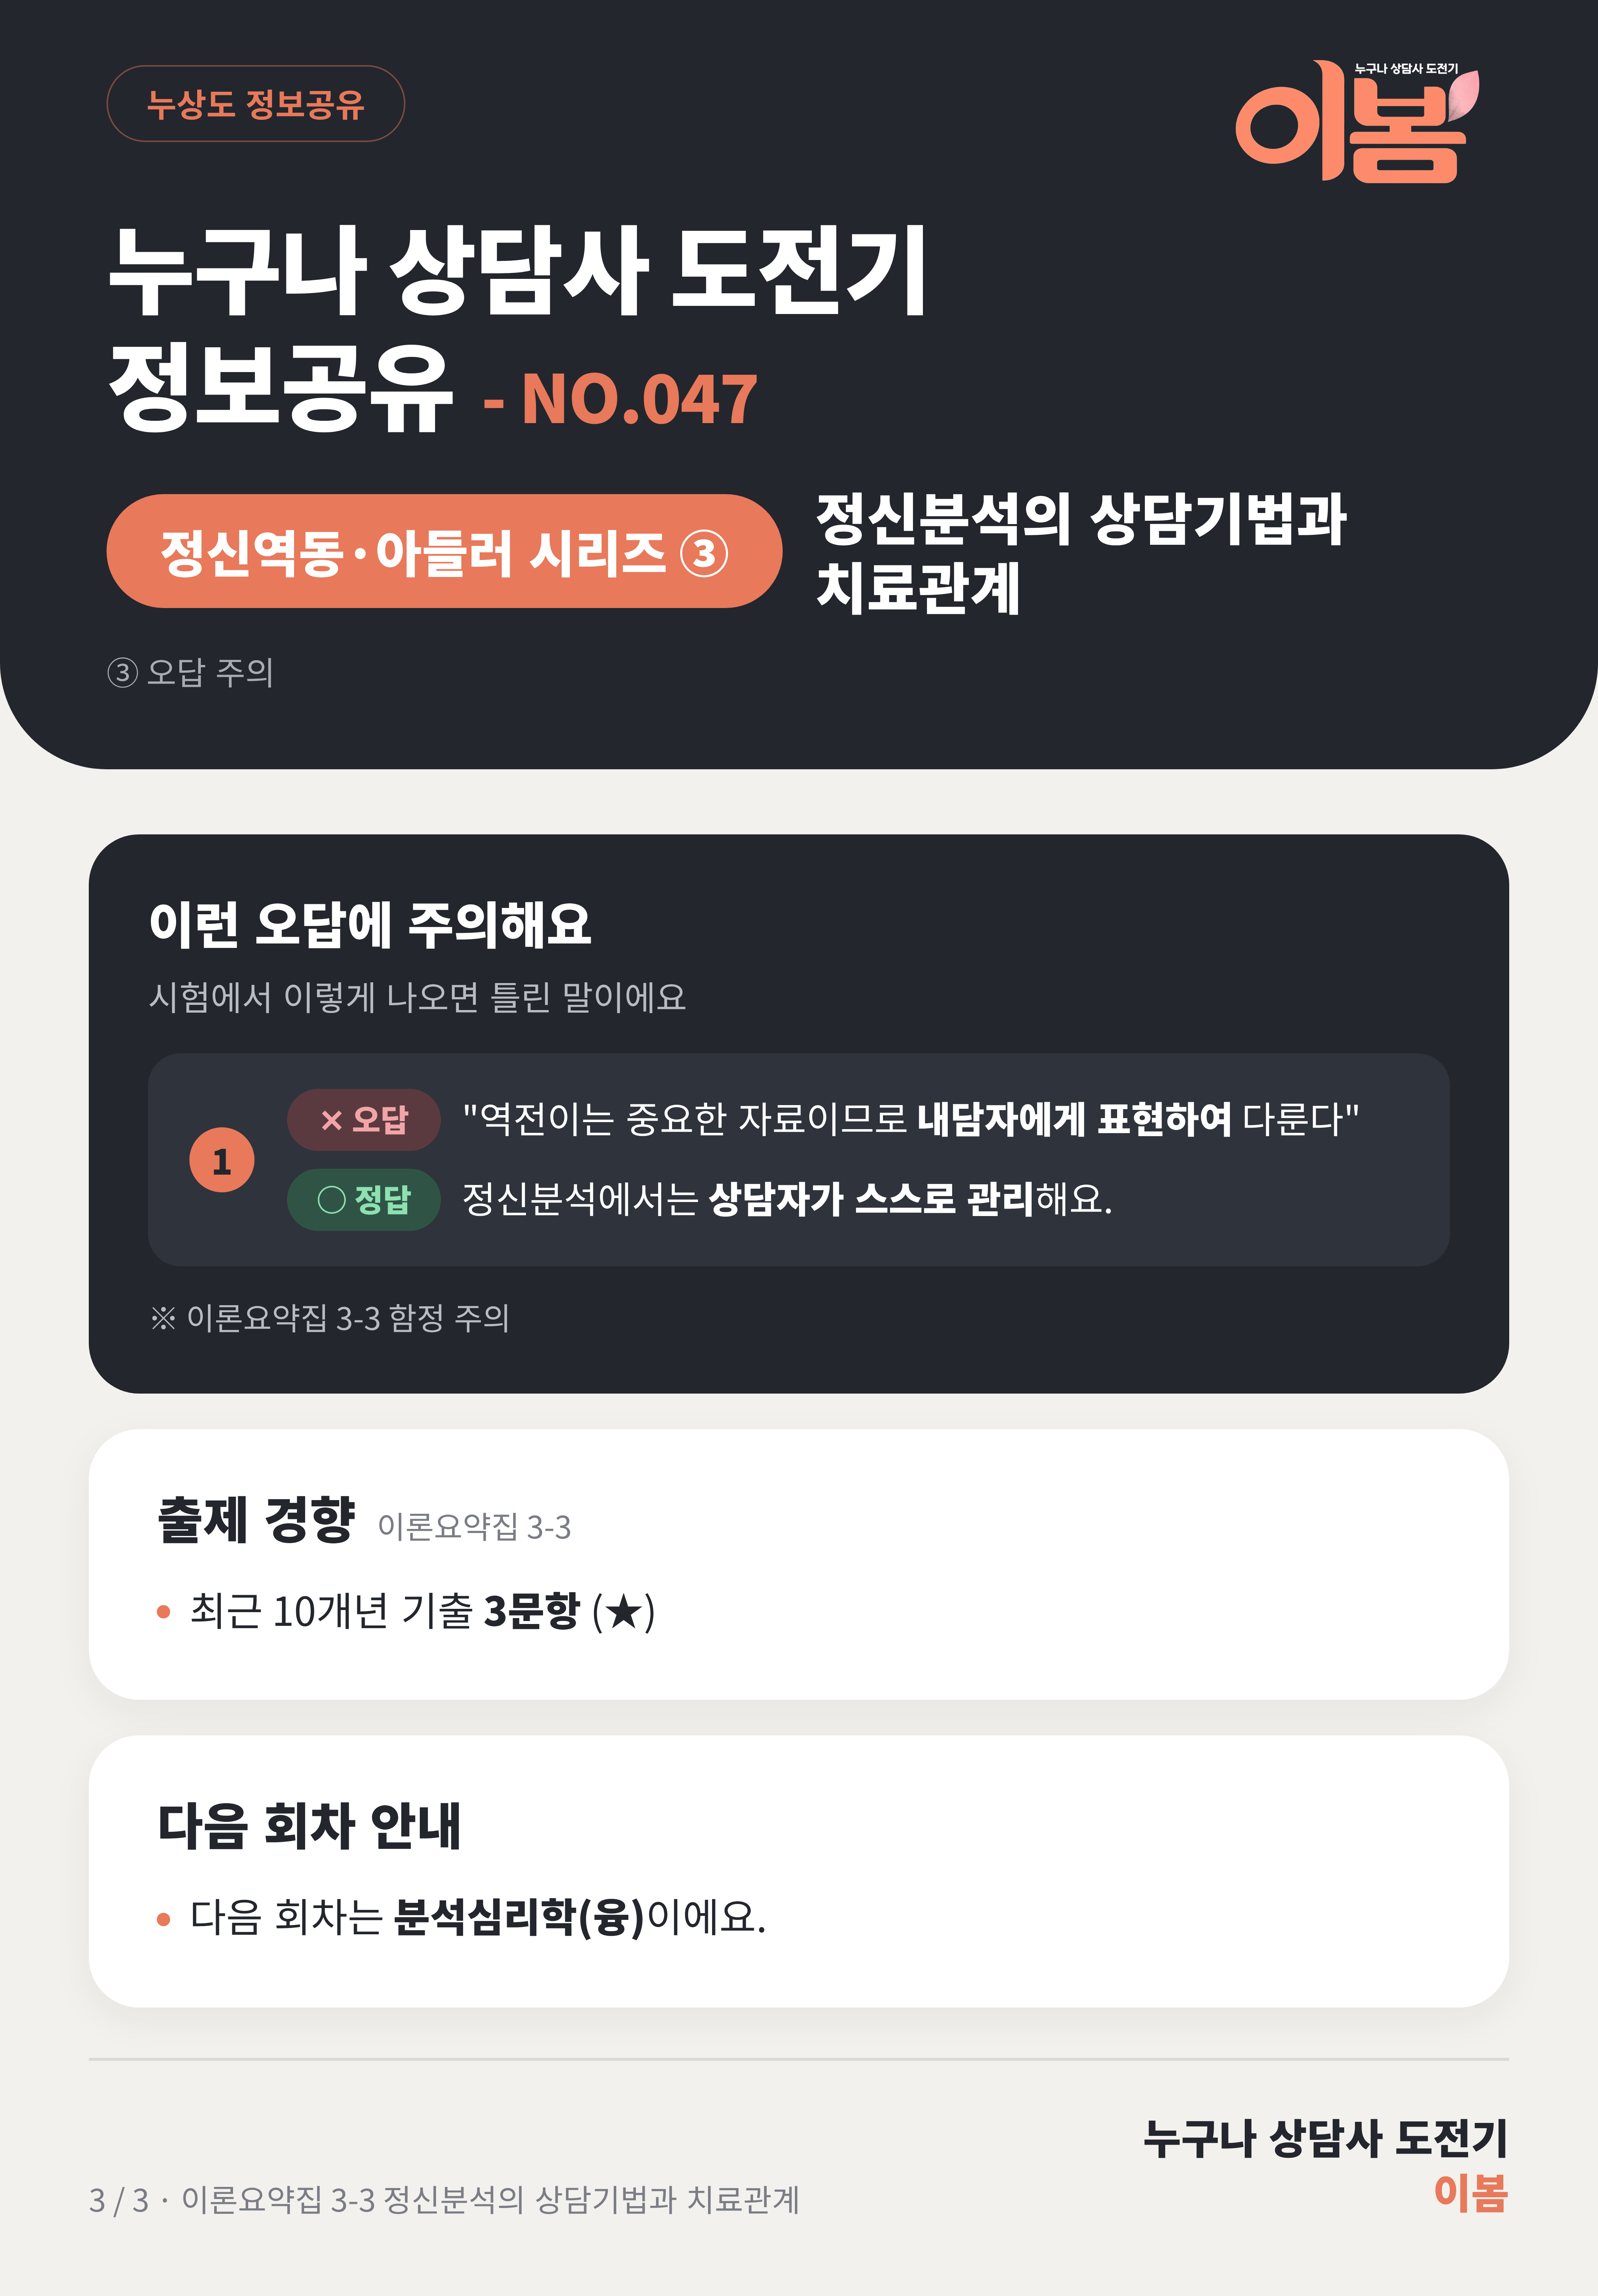 누상도 정보공유
누구나 상담사 도전기
이봄
누구나 상담사 도전기
정보공유 - NO.047
정신역동·아들러 시리즈 ③
정신분석의 상담기법과
치료관계
③ 오답 주의
이런 오답에 주의해요
시험에서 이렇게 나오면 틀린 말이에요
1
✕ 오답 "역전이는 중요한 자료이므로 내담자에게 표현하여 다룬다"
○ 정답 정신분석에서는 상담자가 스스로 관리해요.
※ 이론요약집 3-3 함정 주의
출제 경향 이론요약집 3-3
• 최근 10개년 기출 3문항 (★)
다음 회차 안내
• 다음 회차는 분석심리학(융)이에요.
누구나 상담사 도전기
이봄
3 / 3 · 이론요약집 3-3 정신분석의 상담기법과 치료관계